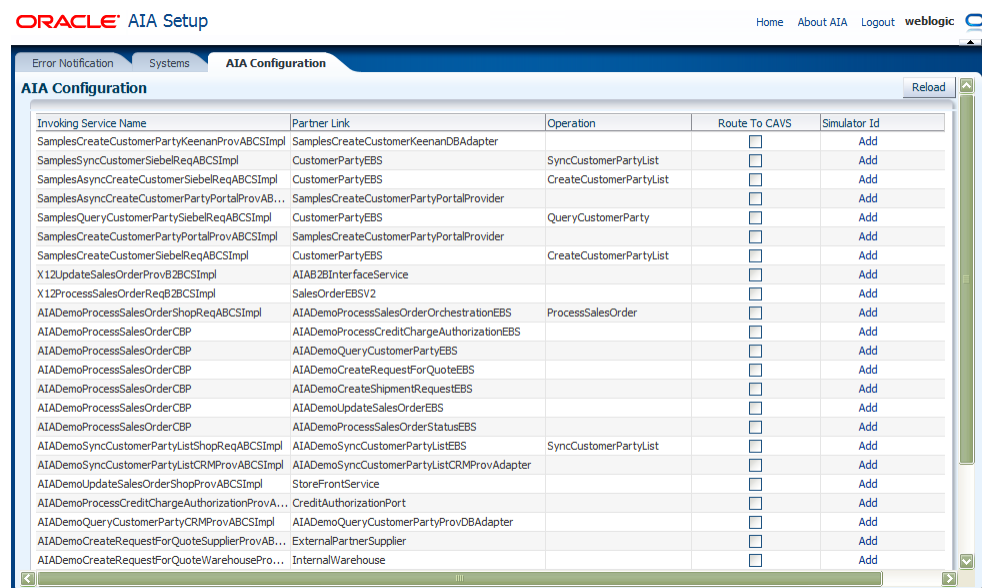 ORACLE AIA Setup
Home About AIA Logout weblogic
Error Notification Systems AIA Configuration
AIA Configuration Reload
Invoking Service Name Partner Link Operation Route To CAVS Simulator Id
SamplesCreateCustomerPartyKeenanProvABCSImpl SamplesCreateCustomerKeenanDBAdapter Add
SamplesSyncCustomerSiebelReqABCSImpl CustomerPartyEBS SyncCustomerPartyList Add
SamplesAsyncCreateCustomerSiebelReqABCSImpl CustomerPartyEBS CreateCustomerPartyList Add
SamplesAsyncCreateCustomerPartyPortalProvAB... SamplesCreateCustomerPartyPortalProvider Add
SamplesQueryCustomerPartySiebelReqABCSImpl CustomerPartyEBS QueryCustomerParty Add
SamplesCreateCustomerPartyPortalProvABCSImpl SamplesCreateCustomerPartyPortalProvider Add
SamplesCreateCustomerSiebelReqABCSImpl CustomerPartyEBS CreateCustomerPartyList Add
X12UpdateSalesOrderProvB2BCSImpl AIAB2BInterfaceService Add
X12ProcessSalesOrderReqB2BCSImpl SalesOrderEBSV2 Add
AIADemoProcessSalesOrderShopReqABCSImpl AIADemoProcessSalesOrderOrchestrationEBS ProcessSalesOrder Add
AIADemoProcessSalesOrderCBP AIADemoProcessCreditChargeAuthorizationEBS Add
AIADemoProcessSalesOrderCBP AIADemoQueryCustomerPartyEBS Add
AIADemoProcessSalesOrderCBP AIADemoCreateRequestForQuoteEBS Add
AIADemoProcessSalesOrderCBP AIADemoCreateShipmentRequestEBS Add
AIADemoProcessSalesOrderCBP AIADemoUpdateSalesOrderEBS Add
AIADemoProcessSalesOrderCBP AIADemoProcessSalesOrderStatusEBS Add
AIADemoSyncCustomerPartyListShopReqABCSImpl AIADemoSyncCustomerPartyListEBS SyncCustomerPartyList Add
AIADemoSyncCustomerPartyListCRMProvABCSImpl AIADemoSyncCustomerPartyListCRMProvAdapter Add
AIADemoUpdateSalesOrderShopProvABCSImpl StoreFrontService Add
AIADemoProcessCreditChargeAuthorizationProvA... CreditAuthorizationPort Add
AIADemoQueryCustomerPartyCRMProvABCSImpl AIADemoQueryCustomerPartyProvDBAdapter Add
AIADemoCreateRequestForQuoteSupplierProvAB... ExternalPartnerSupplier Add
AIADemoCreateRequestForQuoteWarehousePro... InternalWarehouse Add